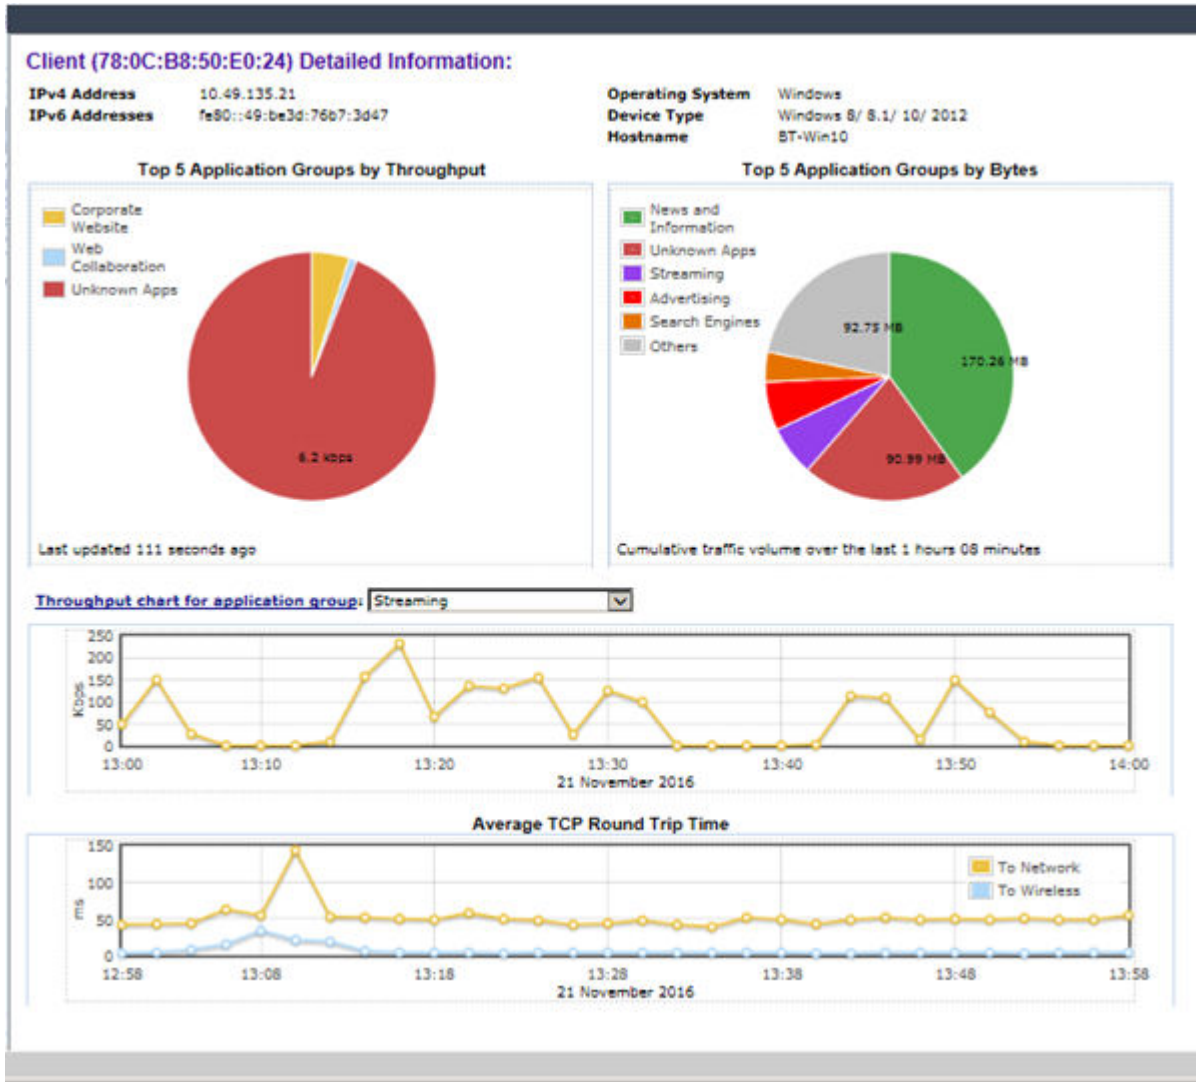 Client (78:0C:B8:50:E0:24) Detailed Information:
IPv4 Address 10.49.135.21
IPv6 Addresses fe80::49:be3d:76b7:3d47
Operating System Windows
Device Type Windows 8/ 8.1/ 10/ 2012
Hostname BT-Win10
Top 5 Application Groups by Throughput
Corporate
Website
Web
Collaboration
Unknown Apps
6.2 kbps
Last updated 111 seconds ago
Top 5 Application Groups by Bytes
News and
Information
Unknown Apps
Streaming
Advertising
Search Engines
Others
92.75 MB
170.26 MB
90.99 MB
Cumulative traffic volume over the last 1 hours 08 minutes
Throughput chart for application group: Streaming
250
200
150
100
50
0
Kbps
13:00 13:10 13:20 13:30 13:40 13:50 14:00
21 November 2016
Average TCP Round Trip Time
150
100
50
0
ms
To Network
To Wireless
12:58 13:08 13:18 13:28 13:38 13:48 13:58
21 November 2016